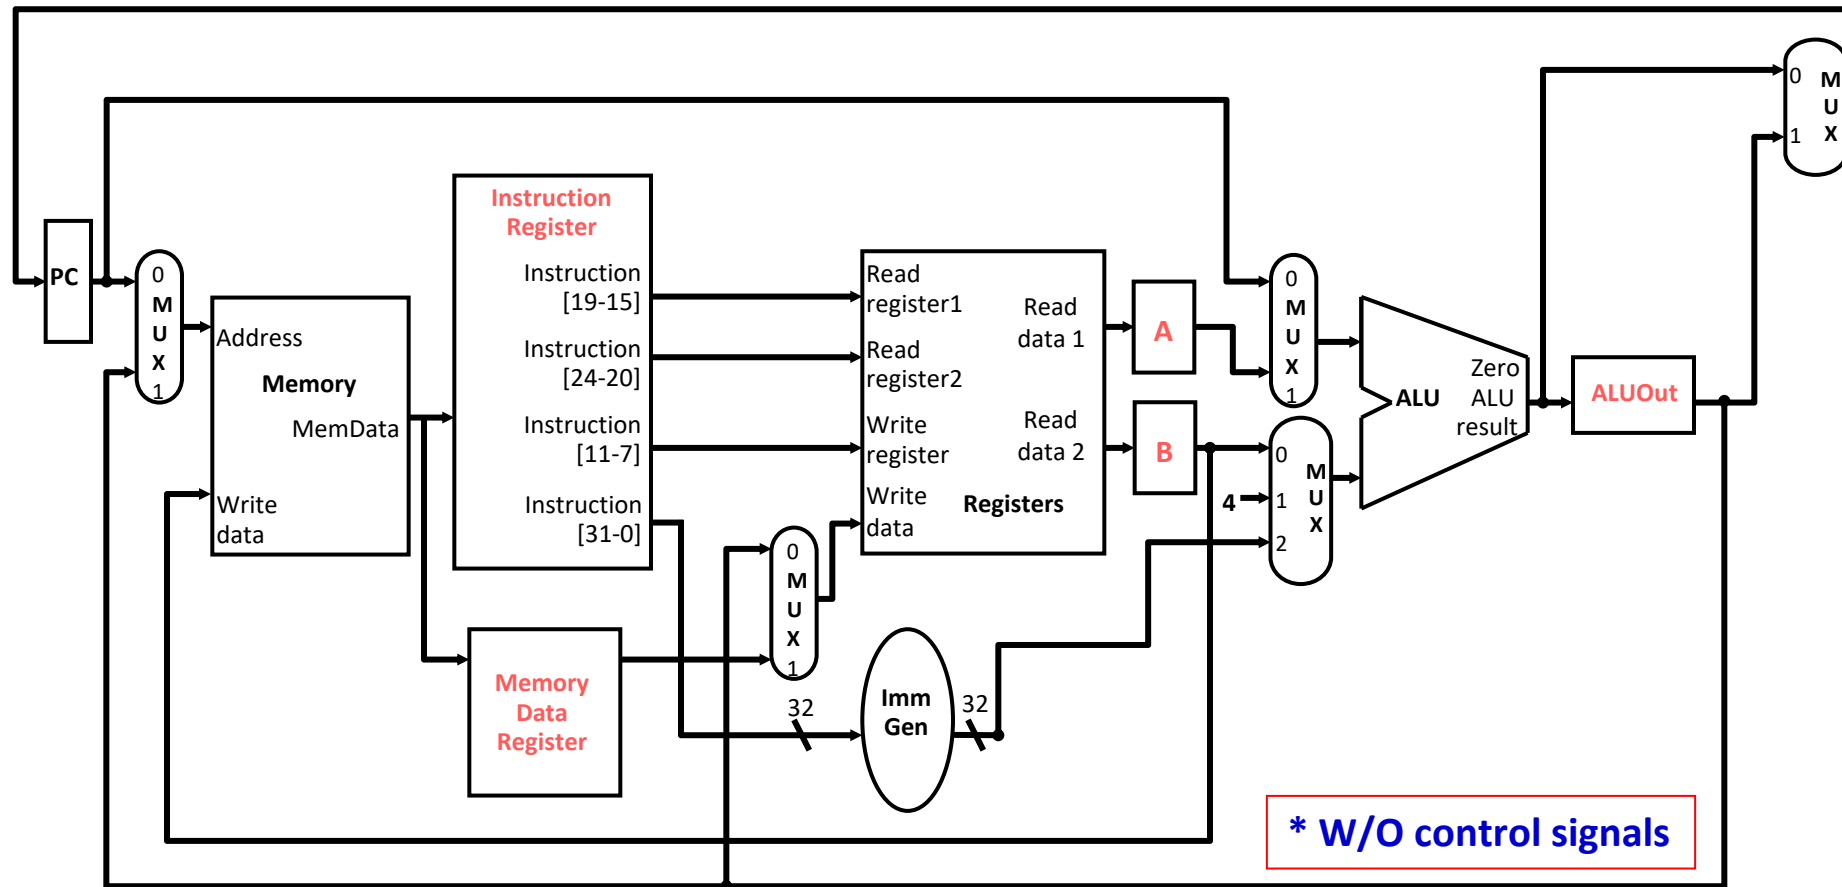 PC
0
M
U
X
1
Address
Memory
MemData
Write
data
Instruction
Register
Instruction
[19-15]
Instruction
[24-20]
Instruction
[11-7]
Instruction
[31-0]
Memory
Data
Register
0
M
U
X
1
32
Imm
Gen
32
Read
register1
Read
register2
Write
register
Write
data
Read
data 1
Read
data 2
Registers
A
B
4
0
M
U
X
1
0
1
2
M
U
X
ALU
Zero
ALU
result
ALUOut
0
1
M
U
X
* W/O control signals